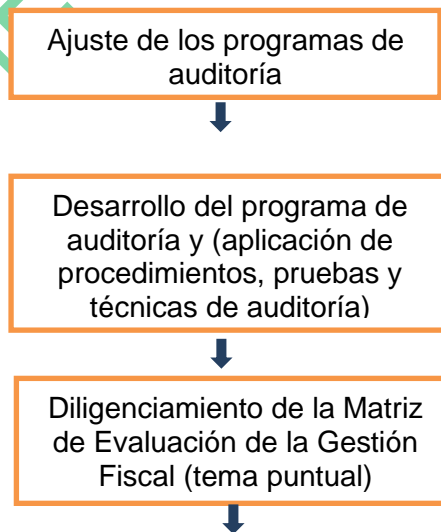 Ajuste de los programas de
auditoría
Desarrollo del programa de
auditoría y (aplicación de
procedimientos, pruebas y
técnicas de auditoría)
Diligenciamiento de la Matriz
de Evaluación de la Gestión
Fiscal (tema puntual)